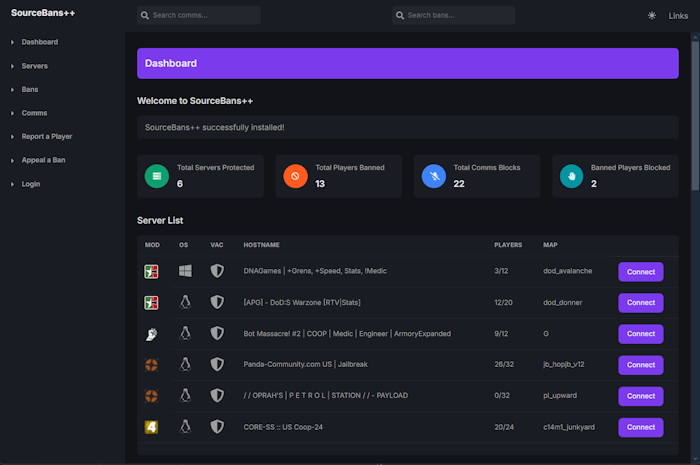 SourceBans++
Search comms...
Search bans...
Links
Dashboard
Servers
Bans
Comms
Report a Player
Appeal a Ban
Login
Dashboard
Welcome to SourceBans++
SourceBans++ successfully installed!
Total Servers Protected
6
Total Players Banned
13
Total Comms Blocks
22
Banned Players Blocked
2
Server List
MOD OS VAC HOSTNAME PLAYERS MAP
DNAGames | +Grens, +Speed, Stats, !Medic 3/12 dod_avalanche Connect
[APG] - DoD:S Warzone [RTV|Stats] 12/20 dod_donner Connect
Bot Massacre! #2 | COOP | Medic | Engineer | ArmoryExpanded 9/12 G Connect
Panda-Community.com US | Jailbreak 26/32 jb_hopjb_v12 Connect
/ / OPRAH'S | P E T R O L | STATION / / - PAYLOAD 0/32 pl_upward Connect
4 CORE-SS :: US Coop-24 20/24 c14m1_junkyard Connect